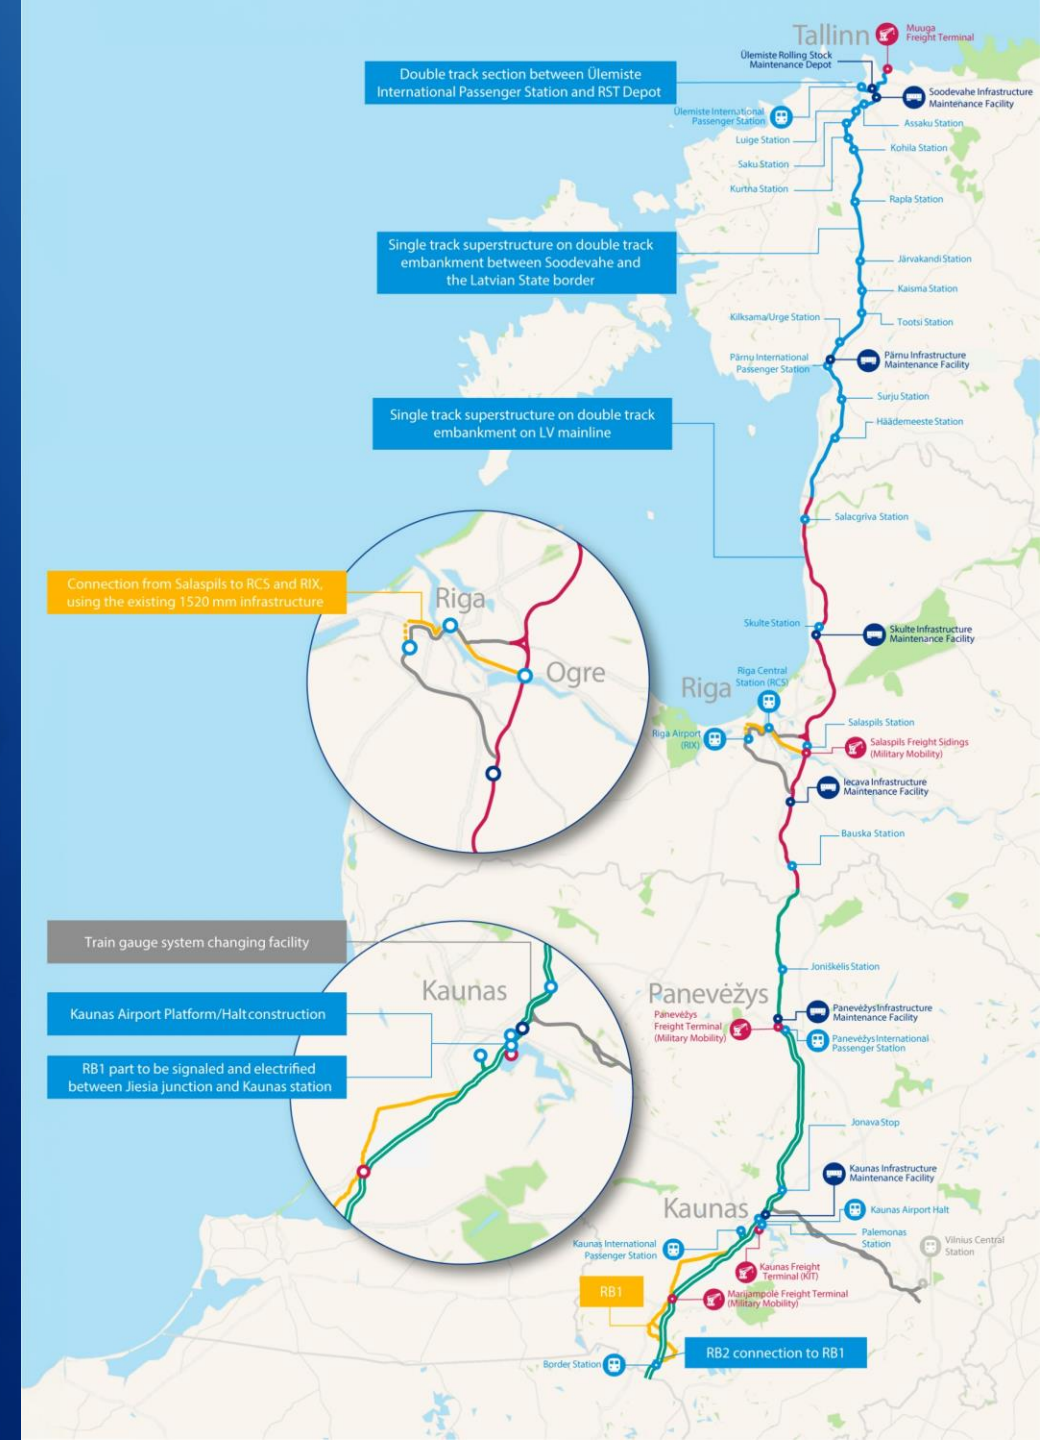 Tallinn
Muuga
Freight Terminal
Ülemiste Rolling Stock
Maintenance Depot
Double track section between Ülemiste
International Passenger Station and RST Depot
Soodevahe Infrastructure
Maintenance Facility
Ülemiste International
Passenger Station
Assaku Station
Luige Station
Kohila Station
Saku Station
Kurtna Station
Rapla Station
Single track superstructure on double track
embankment between Soodevahe and
the Latvian State border
Järvakandi Station
Kaisma Station
Kilksama/Urge Station
Tootsi Station
Pärnu International
Passenger Station
Pärnu Infrastructure
Maintenance Facility
Surju Station
Häädemeeste Station
Single track superstructure on double track
embankment on LV mainline
Salacgrīva Station
Connection from Salaspils to RCS and RIX,
using the existing 1520 mm infrastructure
Riga
Ogre
Skulte Station
Skulte Infrastructure
Maintenance Facility
Riga
Riga Central
Station (RCS)
Riga Airport
(RIX)
Salaspils Station
Salaspils Freight Sidings
(Military Mobility)
Iecava Infrastructure
Maintenance Facility
Bauska Station
Train gauge system changing facility
Kaunas
Kaunas Airport Platform/Halt construction
RB1 part to be signaled and electrified
between Jiesia junction and Kaunas station
Joniškėlis Station
Panevėžys
Panevėžys
Freight Terminal
(Military Mobility)
Panevėžys Infrastructure
Maintenance Facility
Panevėžys International
Passenger Station
Jonava Stop
Kaunas Infrastructure
Maintenance Facility
Kaunas
Kaunas Airport Halt
Palemonas
Station
Vilnius Central
Station
Kaunas International
Passenger Station
Kaunas Freight
Terminal (KIT)
RB1
Marijampolė Freight Terminal
(Military Mobility)
RB2 connection to RB1
Border Station